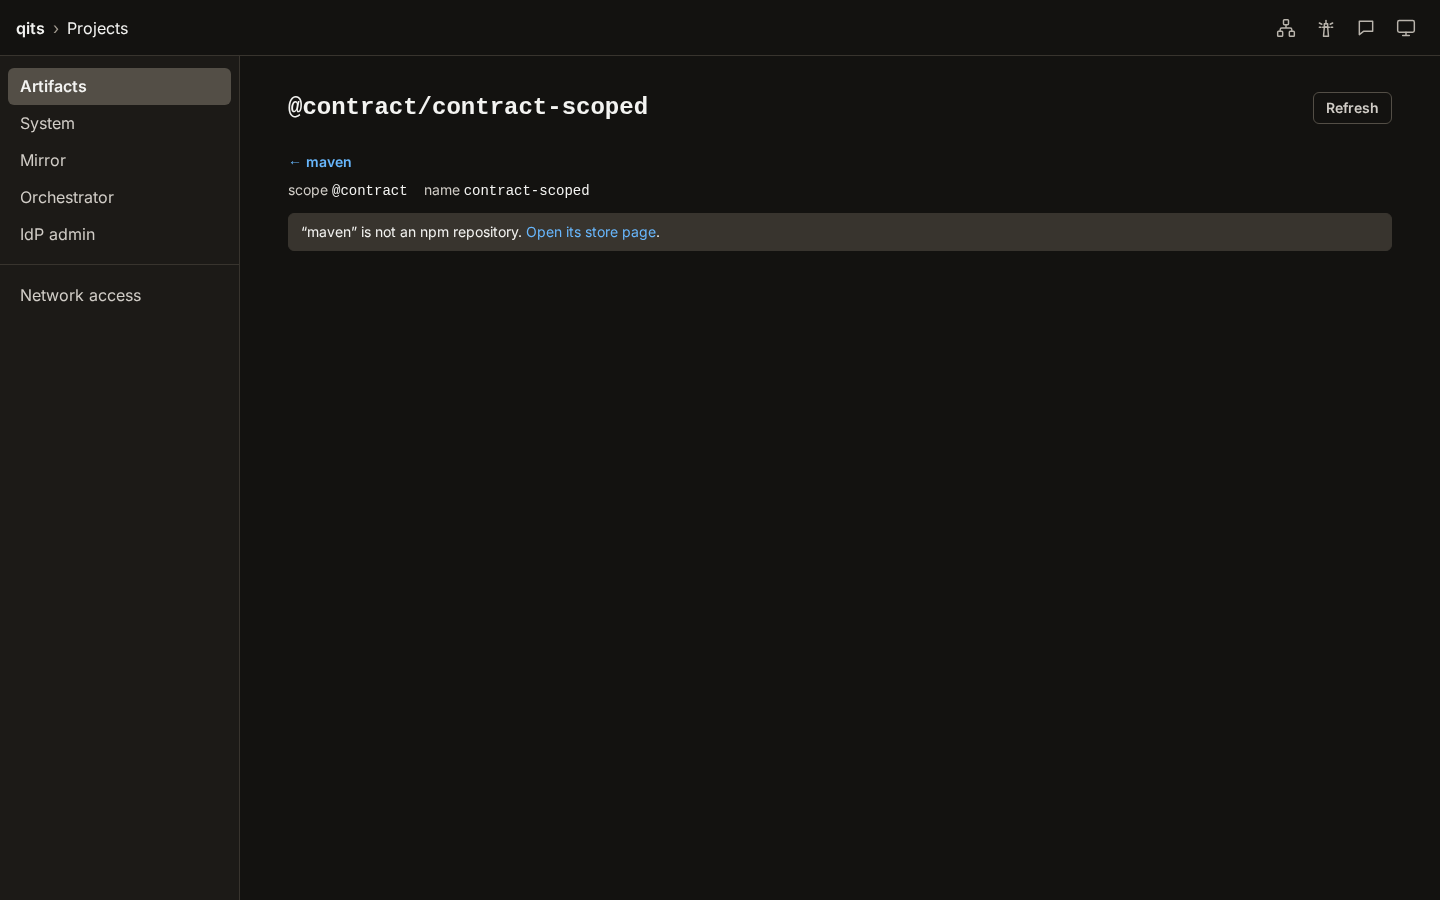 qits › Projects
Artifacts
System
Mirror
Orchestrator
IdP admin
Network access
@contract/contract-scoped
Refresh
← maven
scope @contract name contract-scoped
“maven” is not an npm repository. Open its store page.